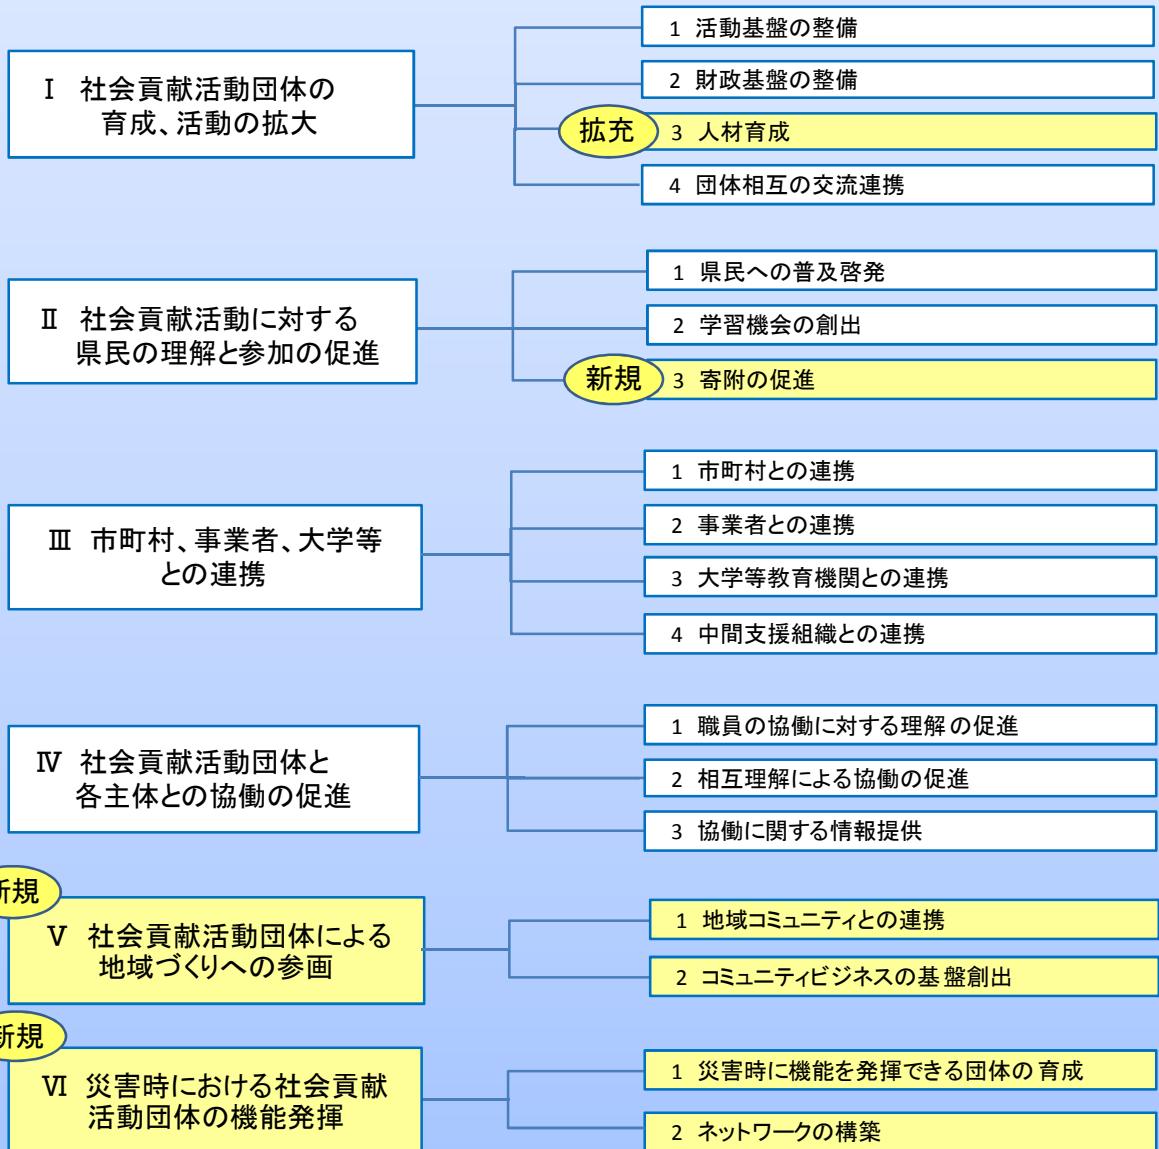 Ⅰ 社会貢献活動団体の
育成、活動の拡大
1 活動基盤の整備
2 財政基盤の整備
拡充
3 人材育成
4 団体相互の交流連携
Ⅱ 社会貢献活動に対する
県民の理解と参加の促進
1 県民への普及啓発
2 学習機会の創出
新規
3 寄附の促進
Ⅲ 市町村、事業者、大学等
との連携
1 市町村との連携
2 事業者との連携
3 大学等教育機関との連携
4 中間支援組織との連携
Ⅳ 社会貢献活動団体と
各主体との協働の促進
1 職員の協働に対する理解の促進
2 相互理解による協働の促進
3 協働に関する情報提供
新規
Ⅴ 社会貢献活動団体による
地域づくりへの参画
1 地域コミュニティとの連携
2 コミュニティビジネスの基盤創出
新規
Ⅵ 災害時における社会貢献
活動団体の機能発揮
1 災害時に機能を発揮できる団体の育成
2 ネットワークの構築